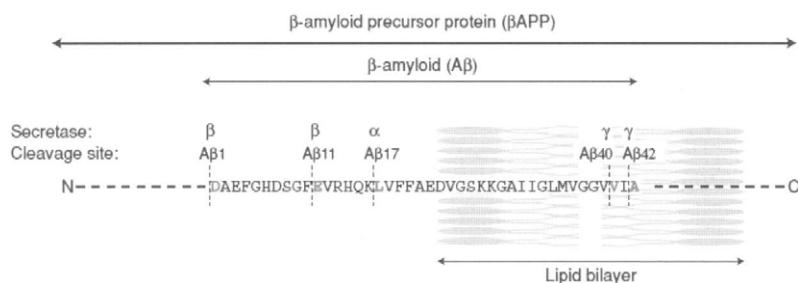 β-amyloid precursor protein (βAPP)
β-amyloid (Aβ)
Secretase: β β α γ γ
Cleavage site: Aβ1 Aβ11 Aβ17 Aβ40 Aβ42
N DAEFGHDSGFEVRHQKLVFFAEDVGSKKGAIIGLMVGGVVIA C
Lipid bilayer